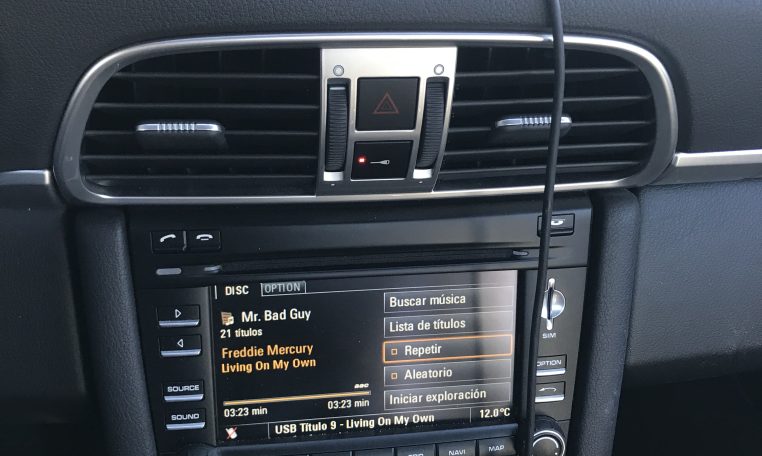 DISC OPTION
Mr. Bad Guy
21 títulos
Freddie Mercury
Living On My Own
AAC
03:23 min 03:23 min
Buscar música
Lista de títulos
Repetir
Aleatorio
Iniciar exploración
USB Título 9 - Living On My Own 12.0°C
SOURCE
SOUND
SIM
OPTION
NAVI MAP